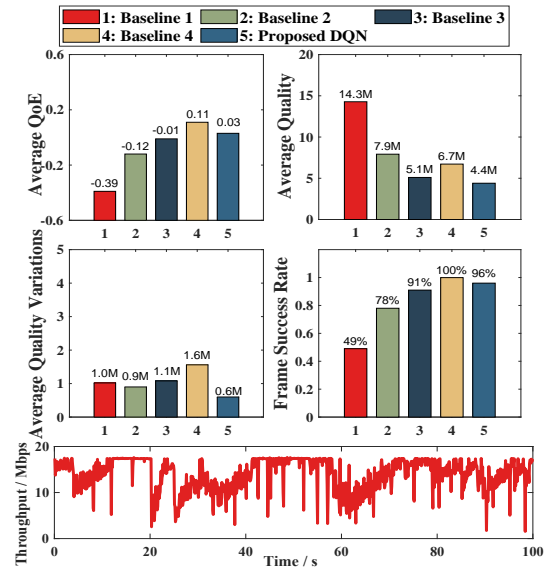 1: Baseline 1 2: Baseline 2 3: Baseline 3
4: Baseline 4 5: Proposed DQN
Average QoE
0.6
0.2
-0.2
-0.6
-0.39
-0.12
-0.01
0.11
0.03
1 2 3 4 5
Average Quality
20
15
10
5
0
14.3M
7.9M
5.1M
6.7M
4.4M
1 2 3 4 5
Average Quality Variations
5
4
3
2
1
0
1.0M
0.9M
1.1M
1.6M
0.6M
1 2 3 4 5
Frame Success Rate
1
0.8
0.6
0.4
0.2
0
49%
78%
91%
100%
96%
1 2 3 4 5
Throughput / Mbps
20
10
0
0 20 40 60 80 100
Time / s